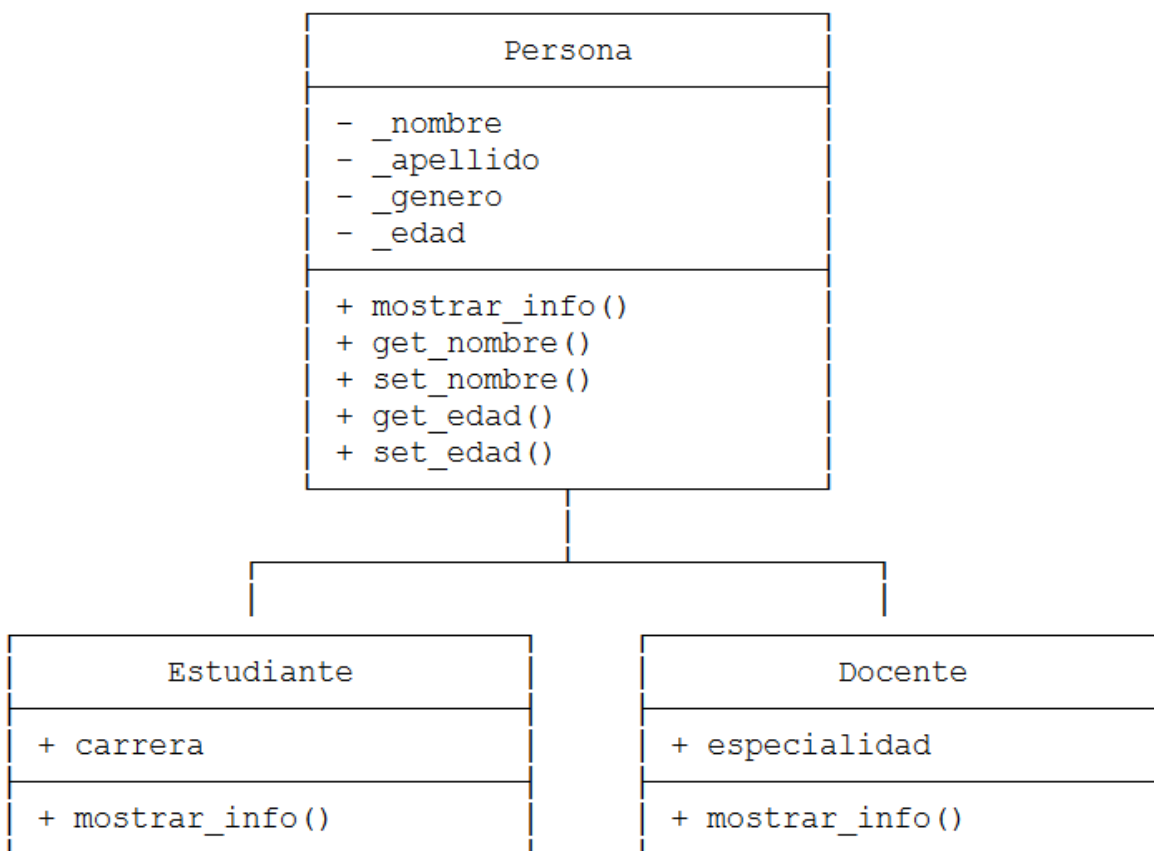 Persona
- _nombre
- _apellido
- _genero
- _edad
+ mostrar_info()
+ get_nombre()
+ set_nombre()
+ get_edad()
+ set_edad()
Estudiante
+ carrera
+ mostrar_info()
Docente
+ especialidad
+ mostrar_info()